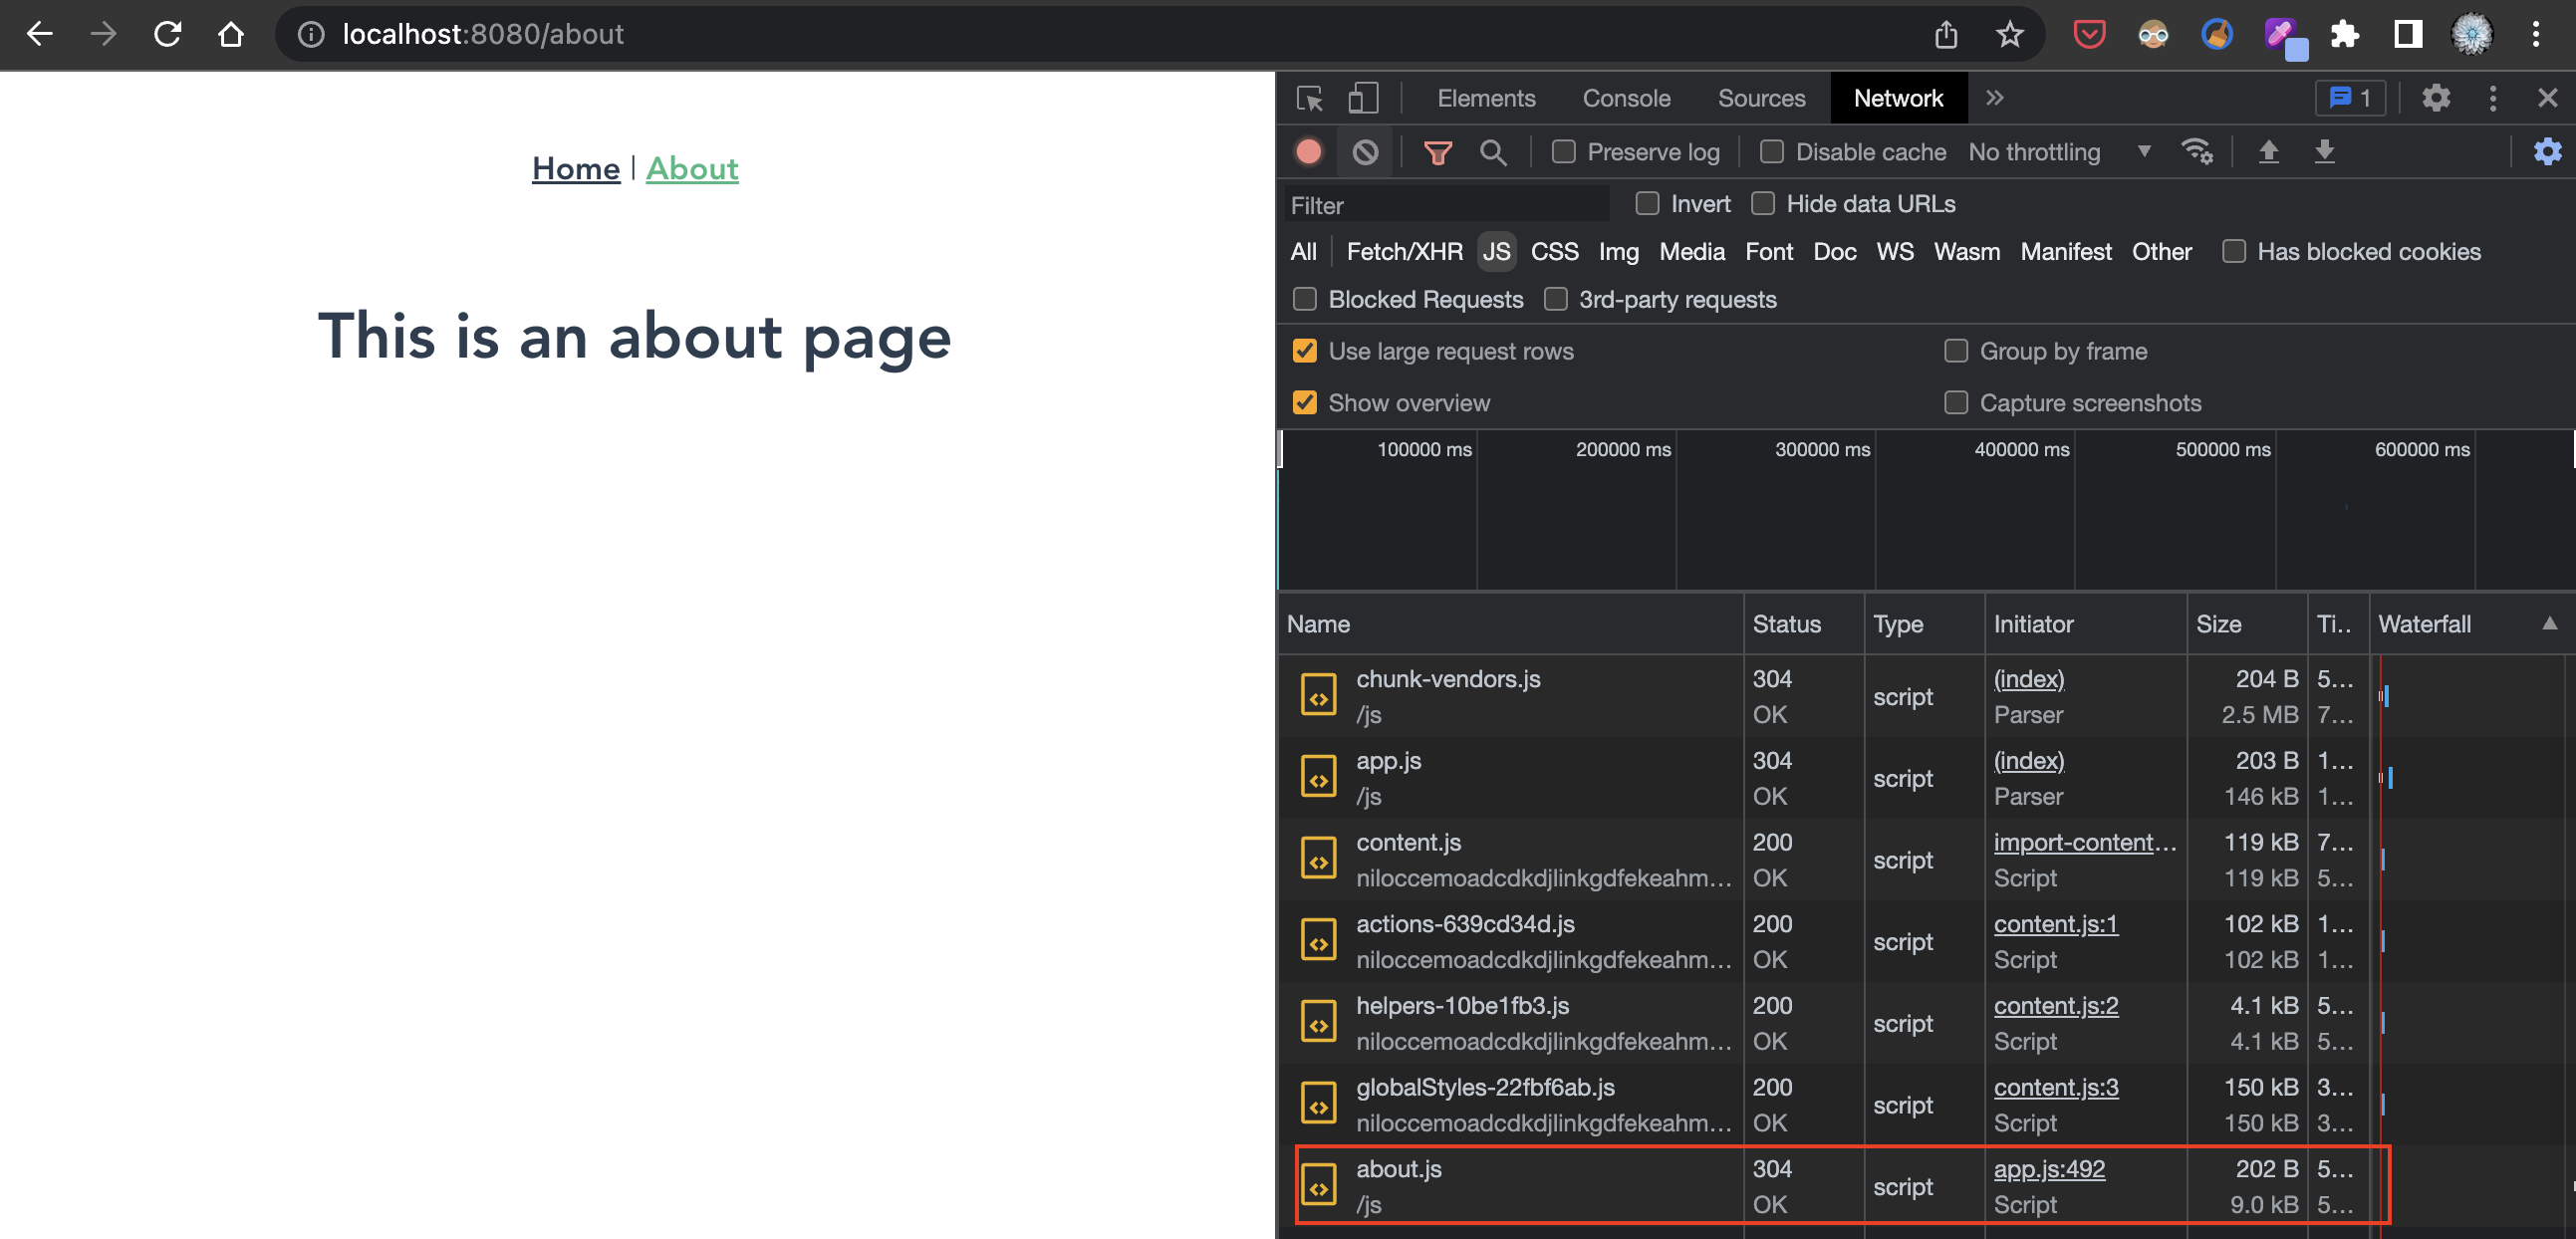 localhost:8080/about
Home | About
This is an about page
Elements Console Sources Network 1
Preserve log Disable cache No throttling
Filter Invert Hide data URLs
All Fetch/XHR JS CSS Img Media Font Doc WS Wasm Manifest Other Has blocked cookies
Blocked Requests 3rd-party requests
Use large request rows Group by frame
Show overview Capture screenshots
100000 ms 200000 ms 300000 ms 400000 ms 500000 ms 600000 ms
Name Status Type Initiator Size Ti.. Waterfall
chunk-vendors.js 304 script (index) 204 B 5...
/js OK Parser 2.5 MB 7...
app.js 304 script (index) 203 B 1...
/js OK Parser 146 kB 1...
content.js 200 script import-content... 119 kB 7...
niloccemoadcdkdjlinkgdfekeahm... OK Script 119 kB 5...
actions-639cd34d.js 200 script content.js:1 102 kB 1...
niloccemoadcdkdjlinkgdfekeahm... OK Script 102 kB 1...
helpers-10be1fb3.js 200 script content.js:2 4.1 kB 5...
niloccemoadcdkdjlinkgdfekeahm... OK Script 4.1 kB 5...
globalStyles-22fbf6ab.js 200 script content.js:3 150 kB 3...
niloccemoadcdkdjlinkgdfekeahm... OK Script 150 kB 3...
about.js 304 script app.js:492 202 B 5...
/js OK Script 9.0 kB 5...